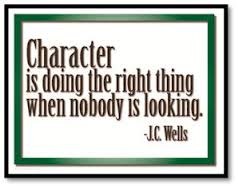 Character
is doing the right thing
when nobody is looking.
-J.C. Wells